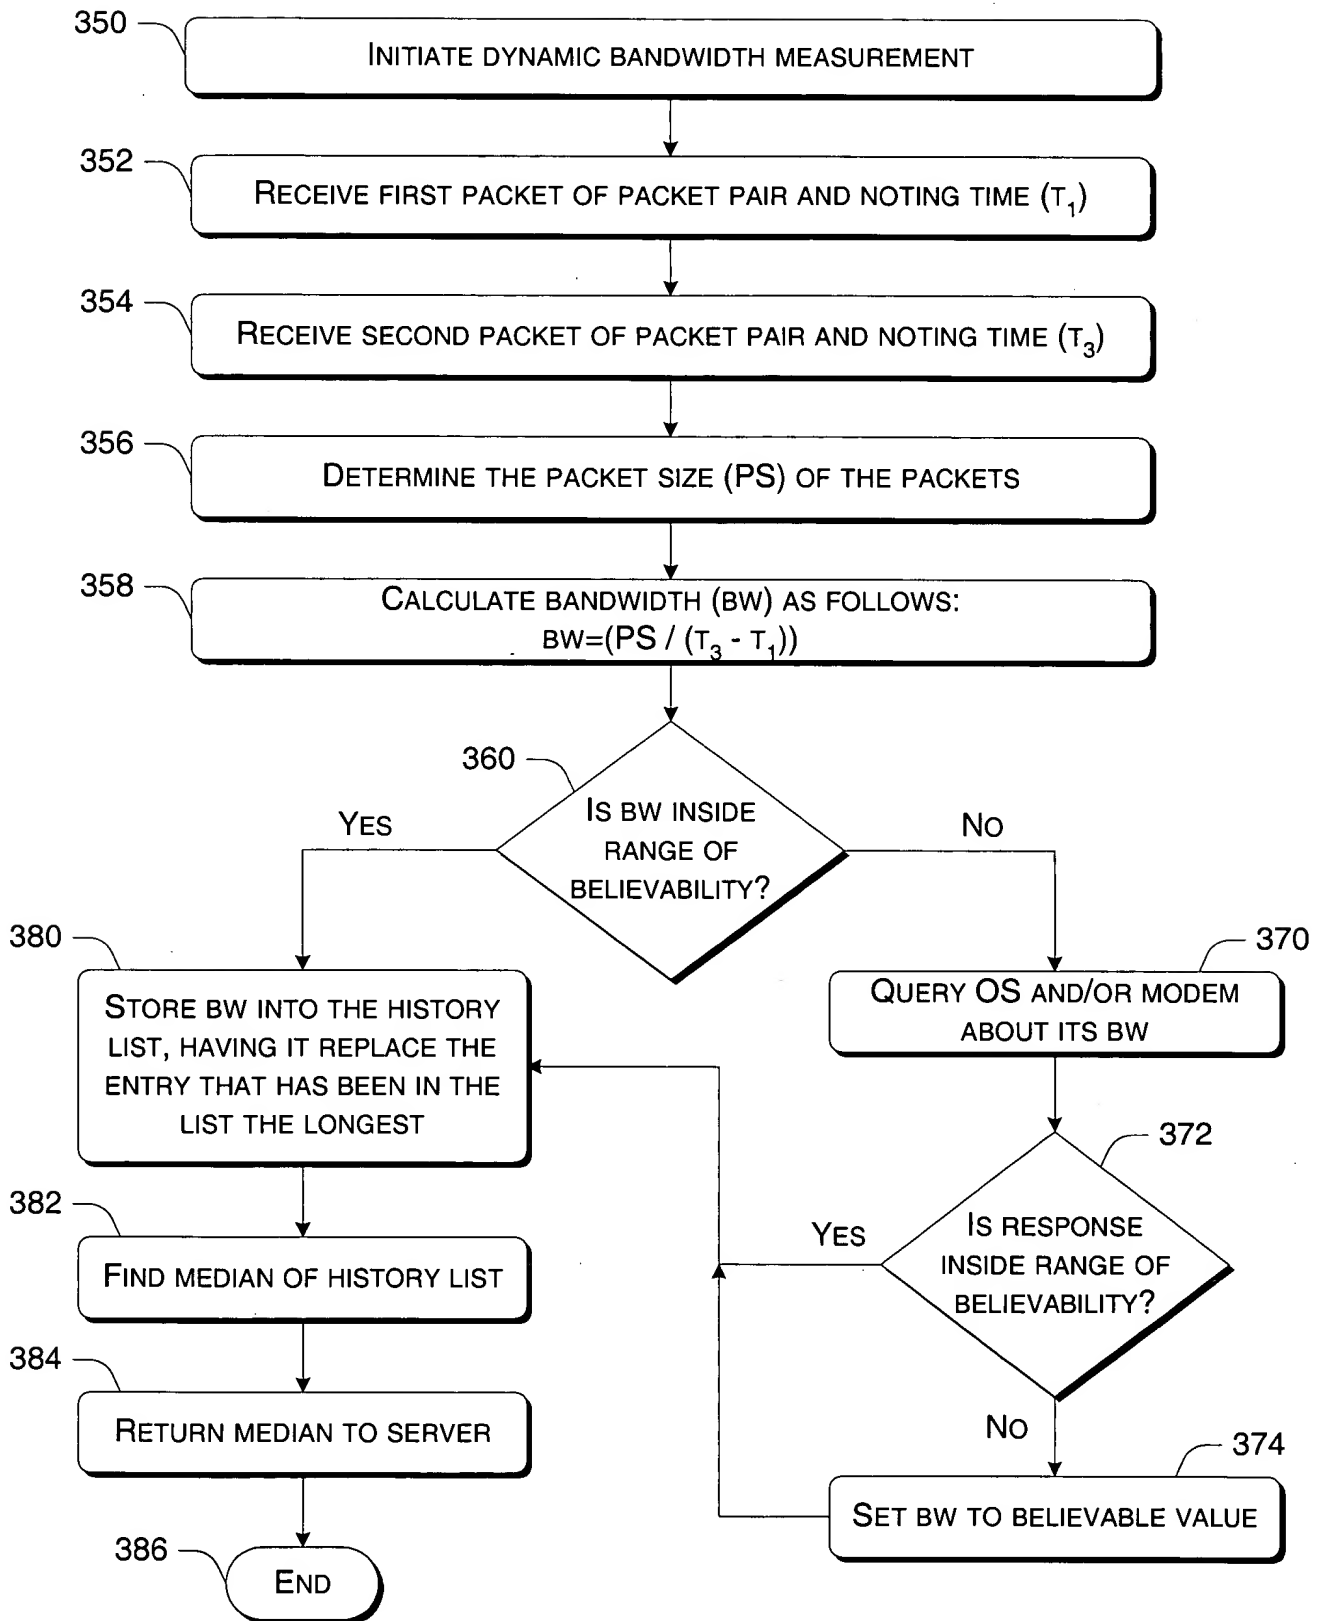 350
INITIATE DYNAMIC BANDWIDTH MEASUREMENT
352
RECEIVE FIRST PACKET OF PACKET PAIR AND NOTING TIME (T₁)
354
RECEIVE SECOND PACKET OF PACKET PAIR AND NOTING TIME (T₃)
356
DETERMINE THE PACKET SIZE (PS) OF THE PACKETS
358
CALCULATE BANDWIDTH (BW) AS FOLLOWS:
BW=(PS / (T₃ - T₁))
360
IS BW INSIDE
RANGE OF
BELIEVABILITY?
YES
NO
380
STORE BW INTO THE HISTORY
LIST, HAVING IT REPLACE THE
ENTRY THAT HAS BEEN IN THE
LIST THE LONGEST
370
QUERY OS AND/OR MODEM
ABOUT ITS BW
372
IS RESPONSE
INSIDE RANGE OF
BELIEVABILITY?
YES
NO
382
FIND MEDIAN OF HISTORY LIST
384
RETURN MEDIAN TO SERVER
374
SET BW TO BELIEVABLE VALUE
386
END